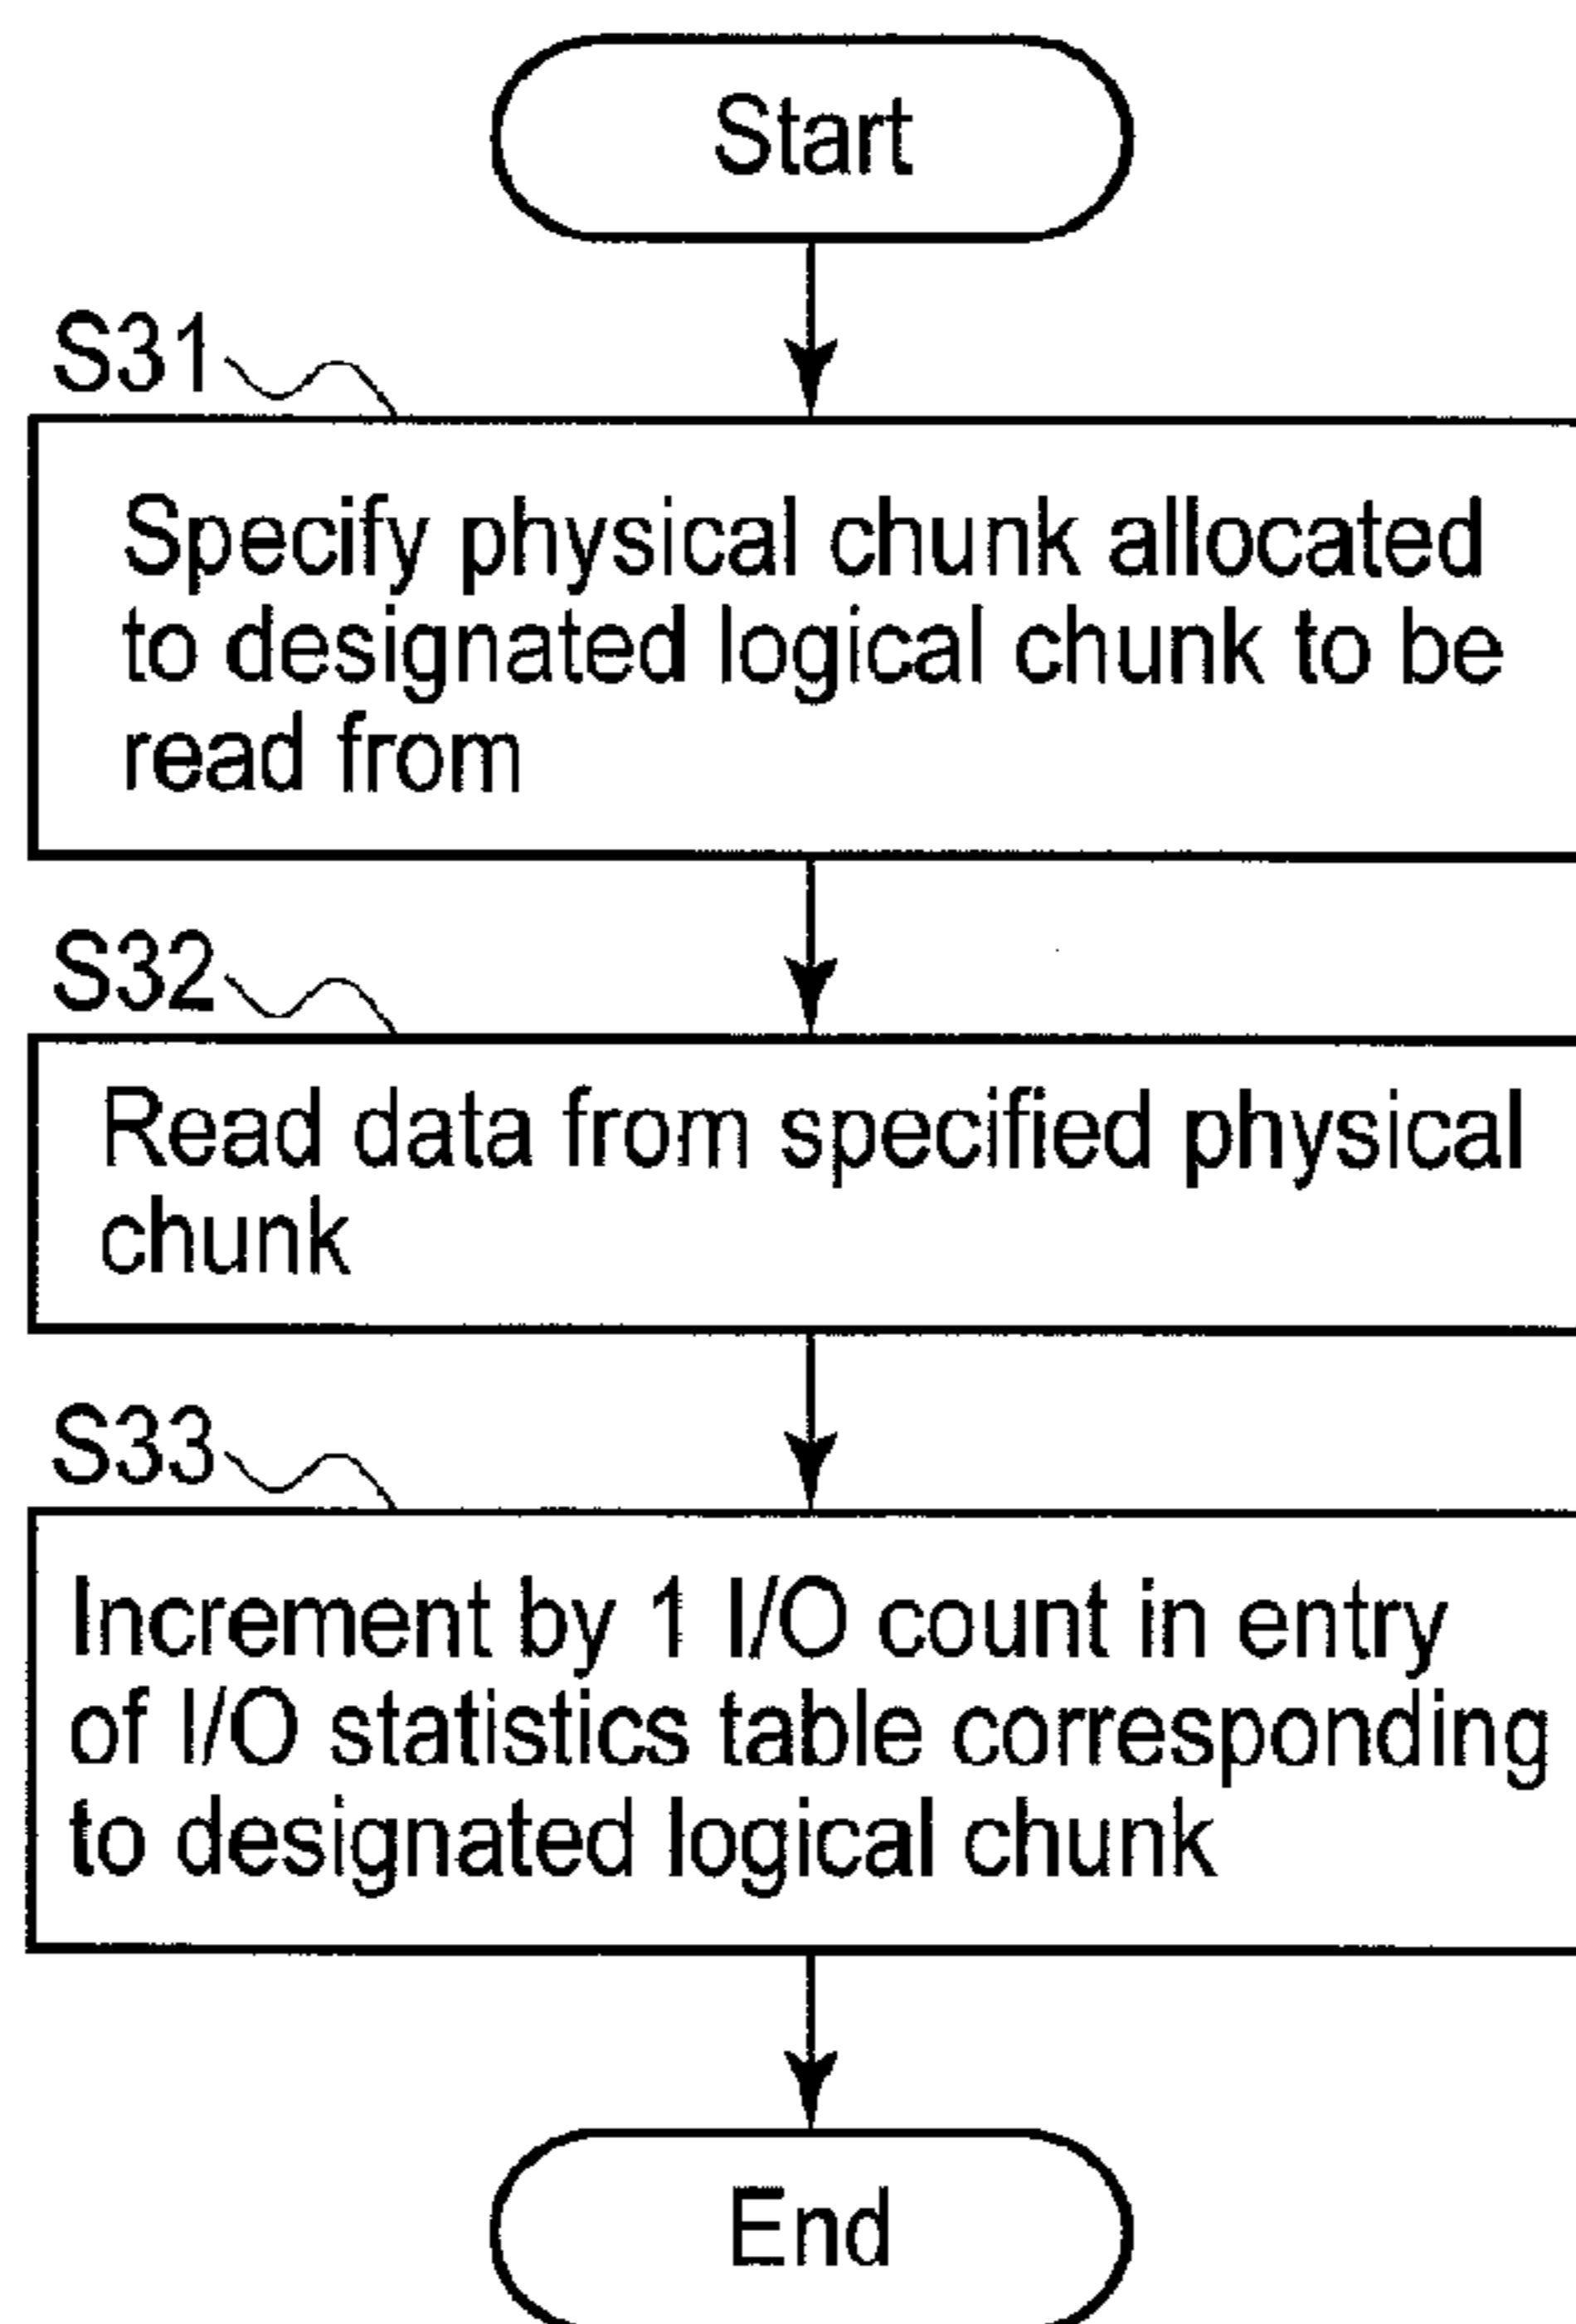 Start
S31
Specify physical chunk allocated
to designated logical chunk to be
read from
S32
Read data from specified physical
chunk
S33
Increment by 1 I/O count in entry
of I/O statistics table corresponding
to designated logical chunk
End